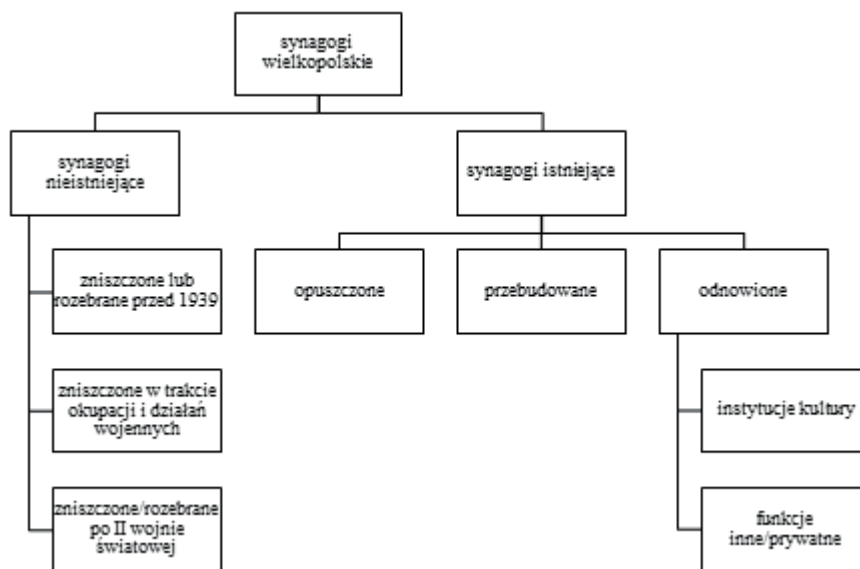 synagogi
wielkopolskie
synagogi
nieistniejące
synagogi istniejące
zniszczone lub
rozebrane przed 1939
opuszczone
przebudowane
odnowione
zniszczone w trakcie
okupacji i działań
wojennych
instytucje kultury
zniszczone/rozebrane
po II wojnie
światowej
funkcje
inne/prywatne